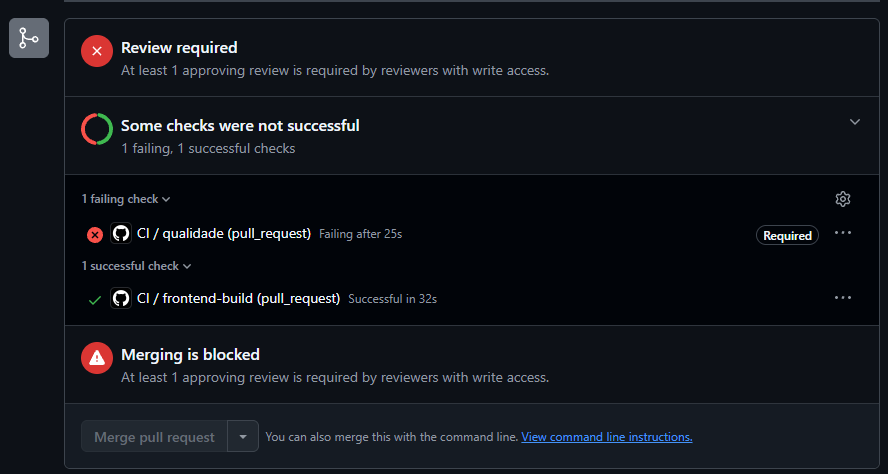 Review required
At least 1 approving review is required by reviewers with write access.
Some checks were not successful
1 failing, 1 successful checks
1 failing check
CI / qualidade (pull_request) Failing after 25s Required
1 successful check
CI / frontend-build (pull_request) Successful in 32s
Merging is blocked
At least 1 approving review is required by reviewers with write access.
Merge pull request You can also merge this with the command line. View command line instructions.